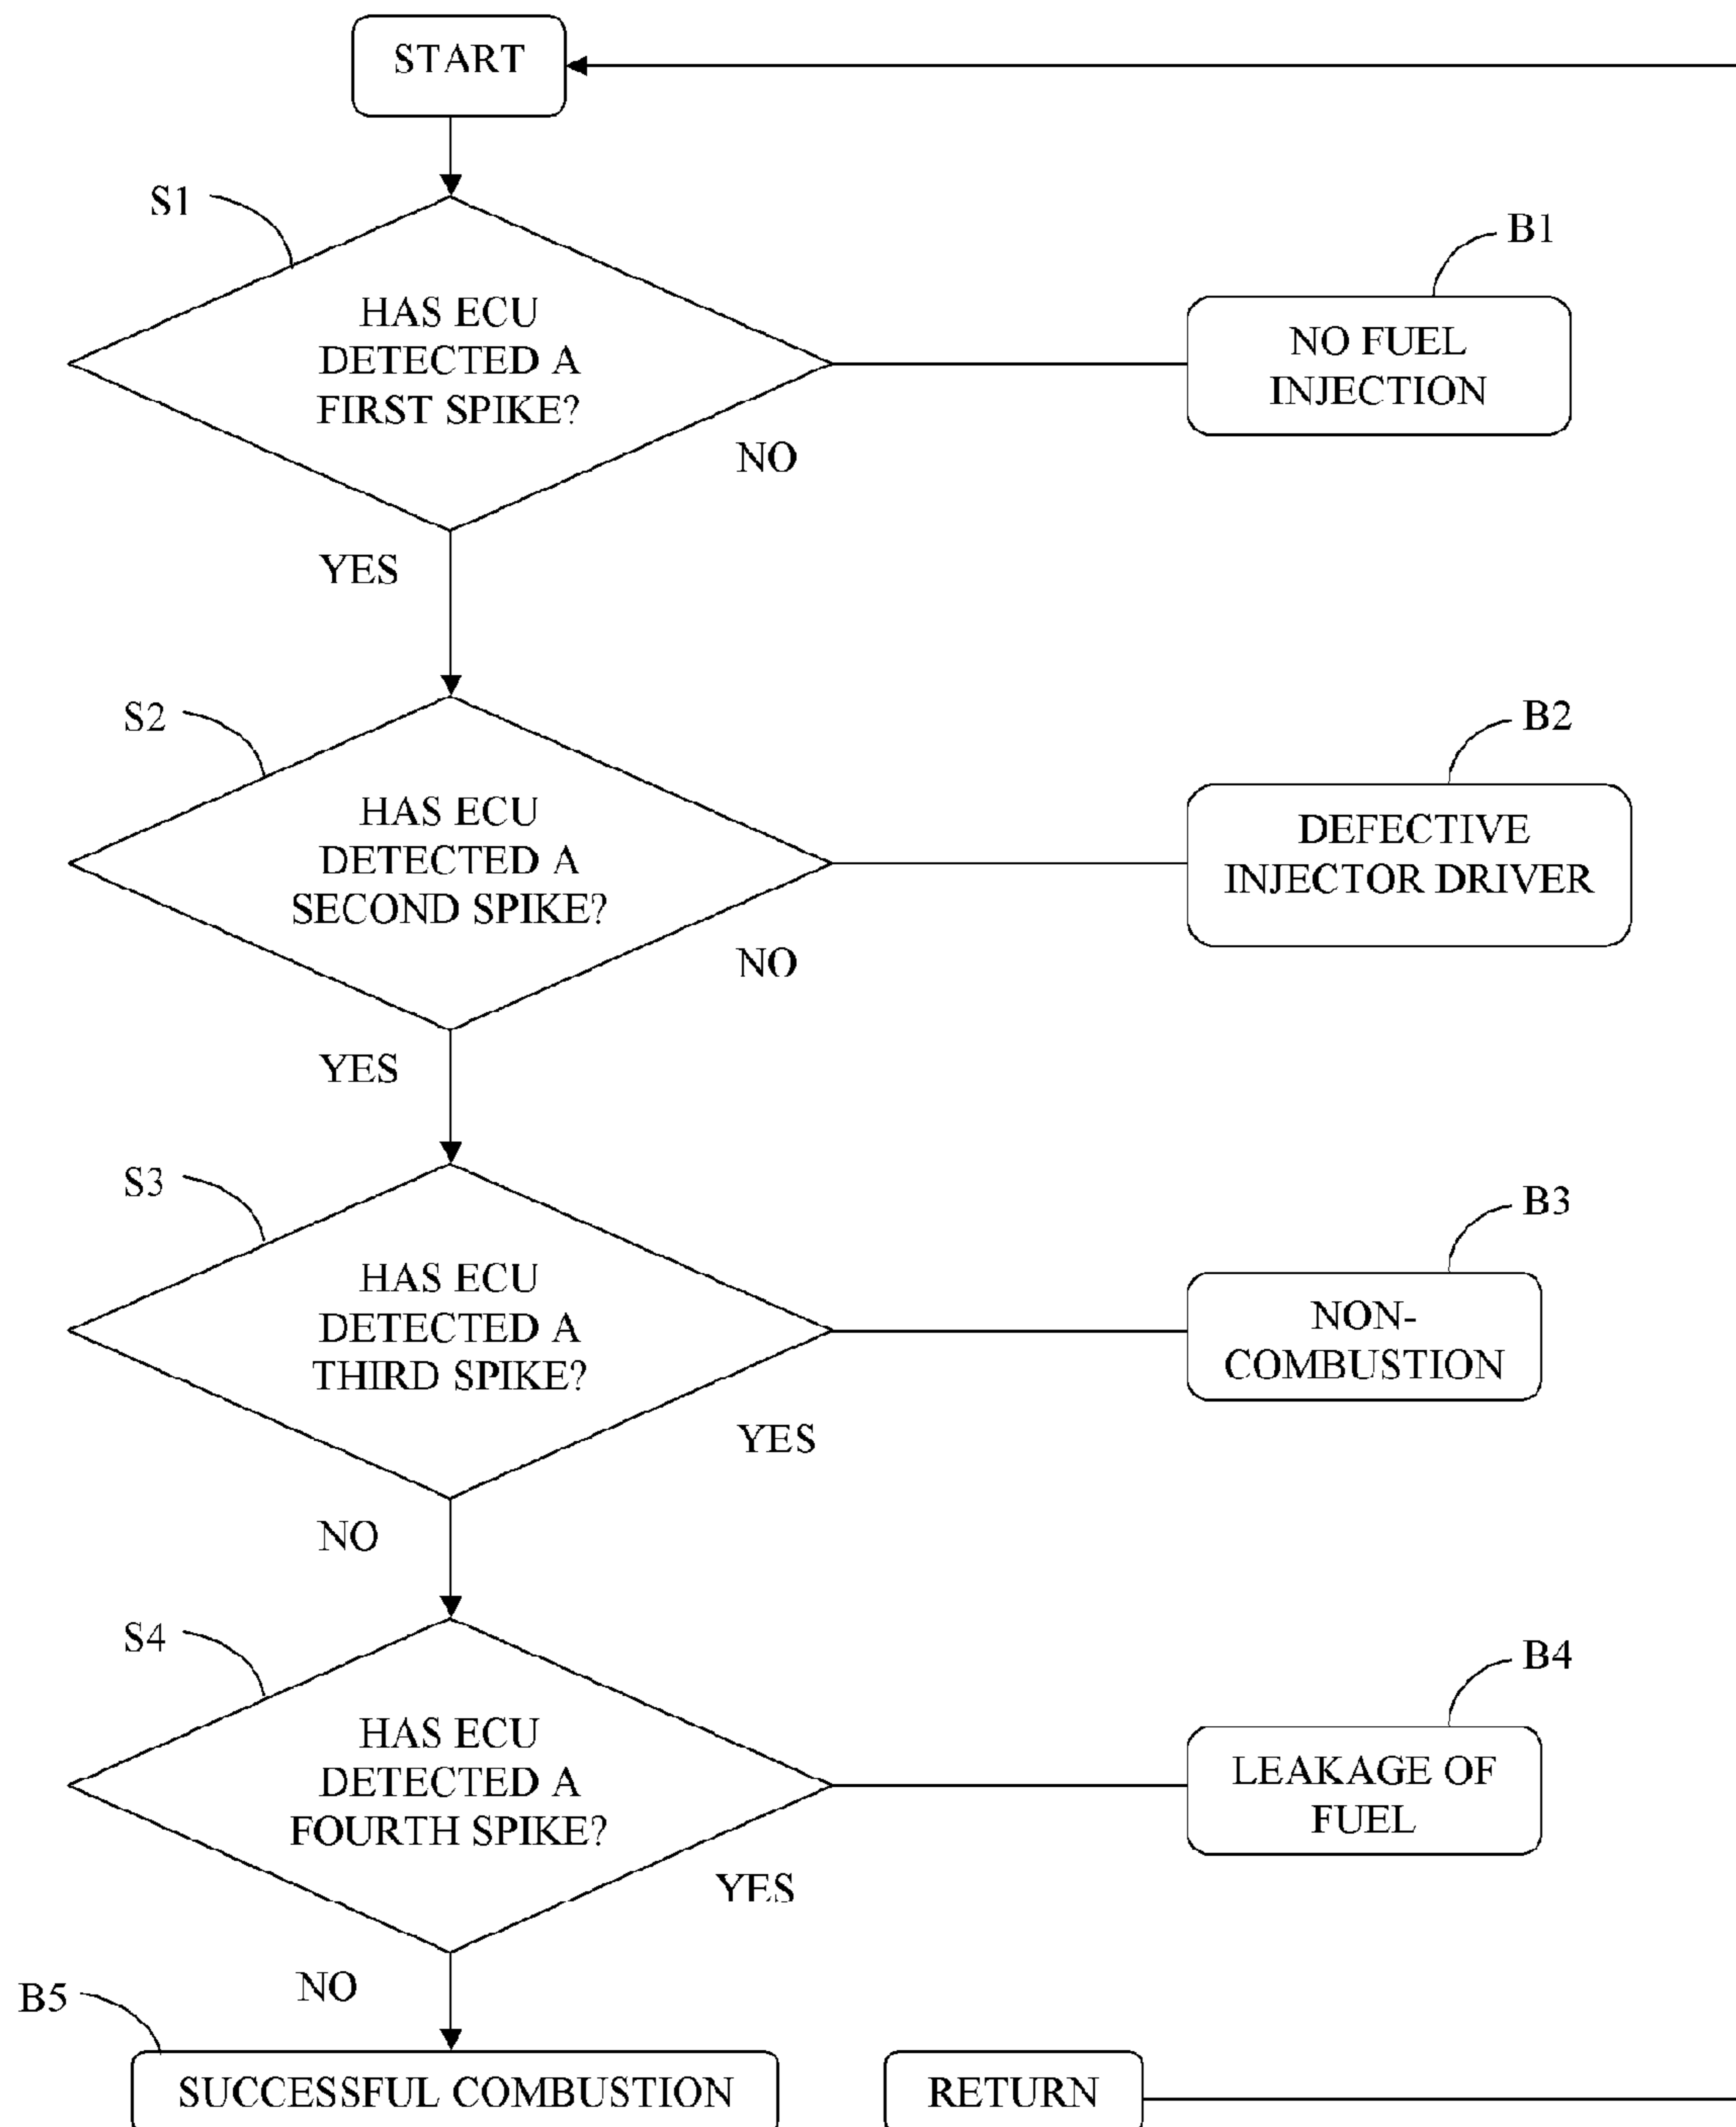 START
S1
HAS ECU
DETECTED A
FIRST SPIKE?
NO
YES
B1
NO FUEL
INJECTION
S2
HAS ECU
DETECTED A
SECOND SPIKE?
NO
YES
B2
DEFECTIVE
INJECTOR DRIVER
S3
HAS ECU
DETECTED A
THIRD SPIKE?
YES
NO
B3
NON-
COMBUSTION
S4
HAS ECU
DETECTED A
FOURTH SPIKE?
YES
NO
B4
LEAKAGE OF
FUEL
B5
SUCCESSFUL COMBUSTION
RETURN